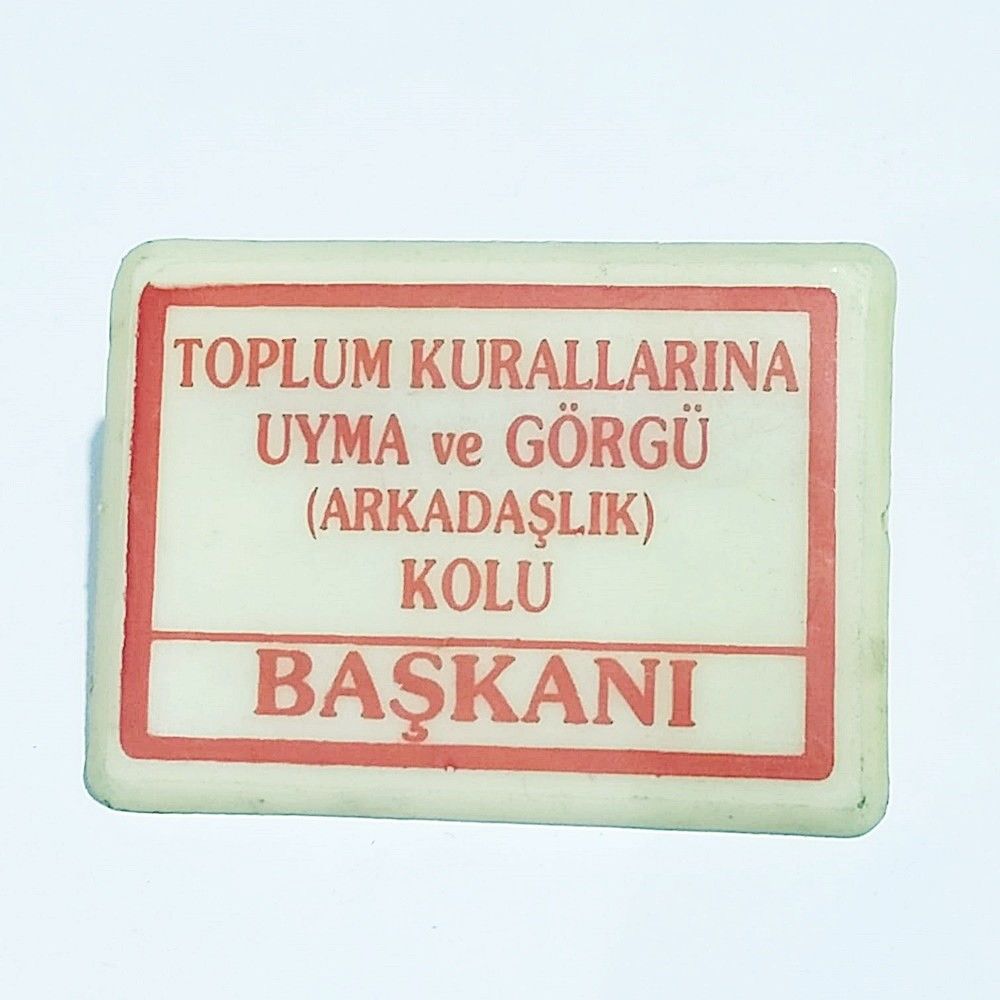 TOPLUM KURALLARINA
UYMA ve GÖRGÜ
(ARKADAŞLIK)
KOLU
BAŞKANI